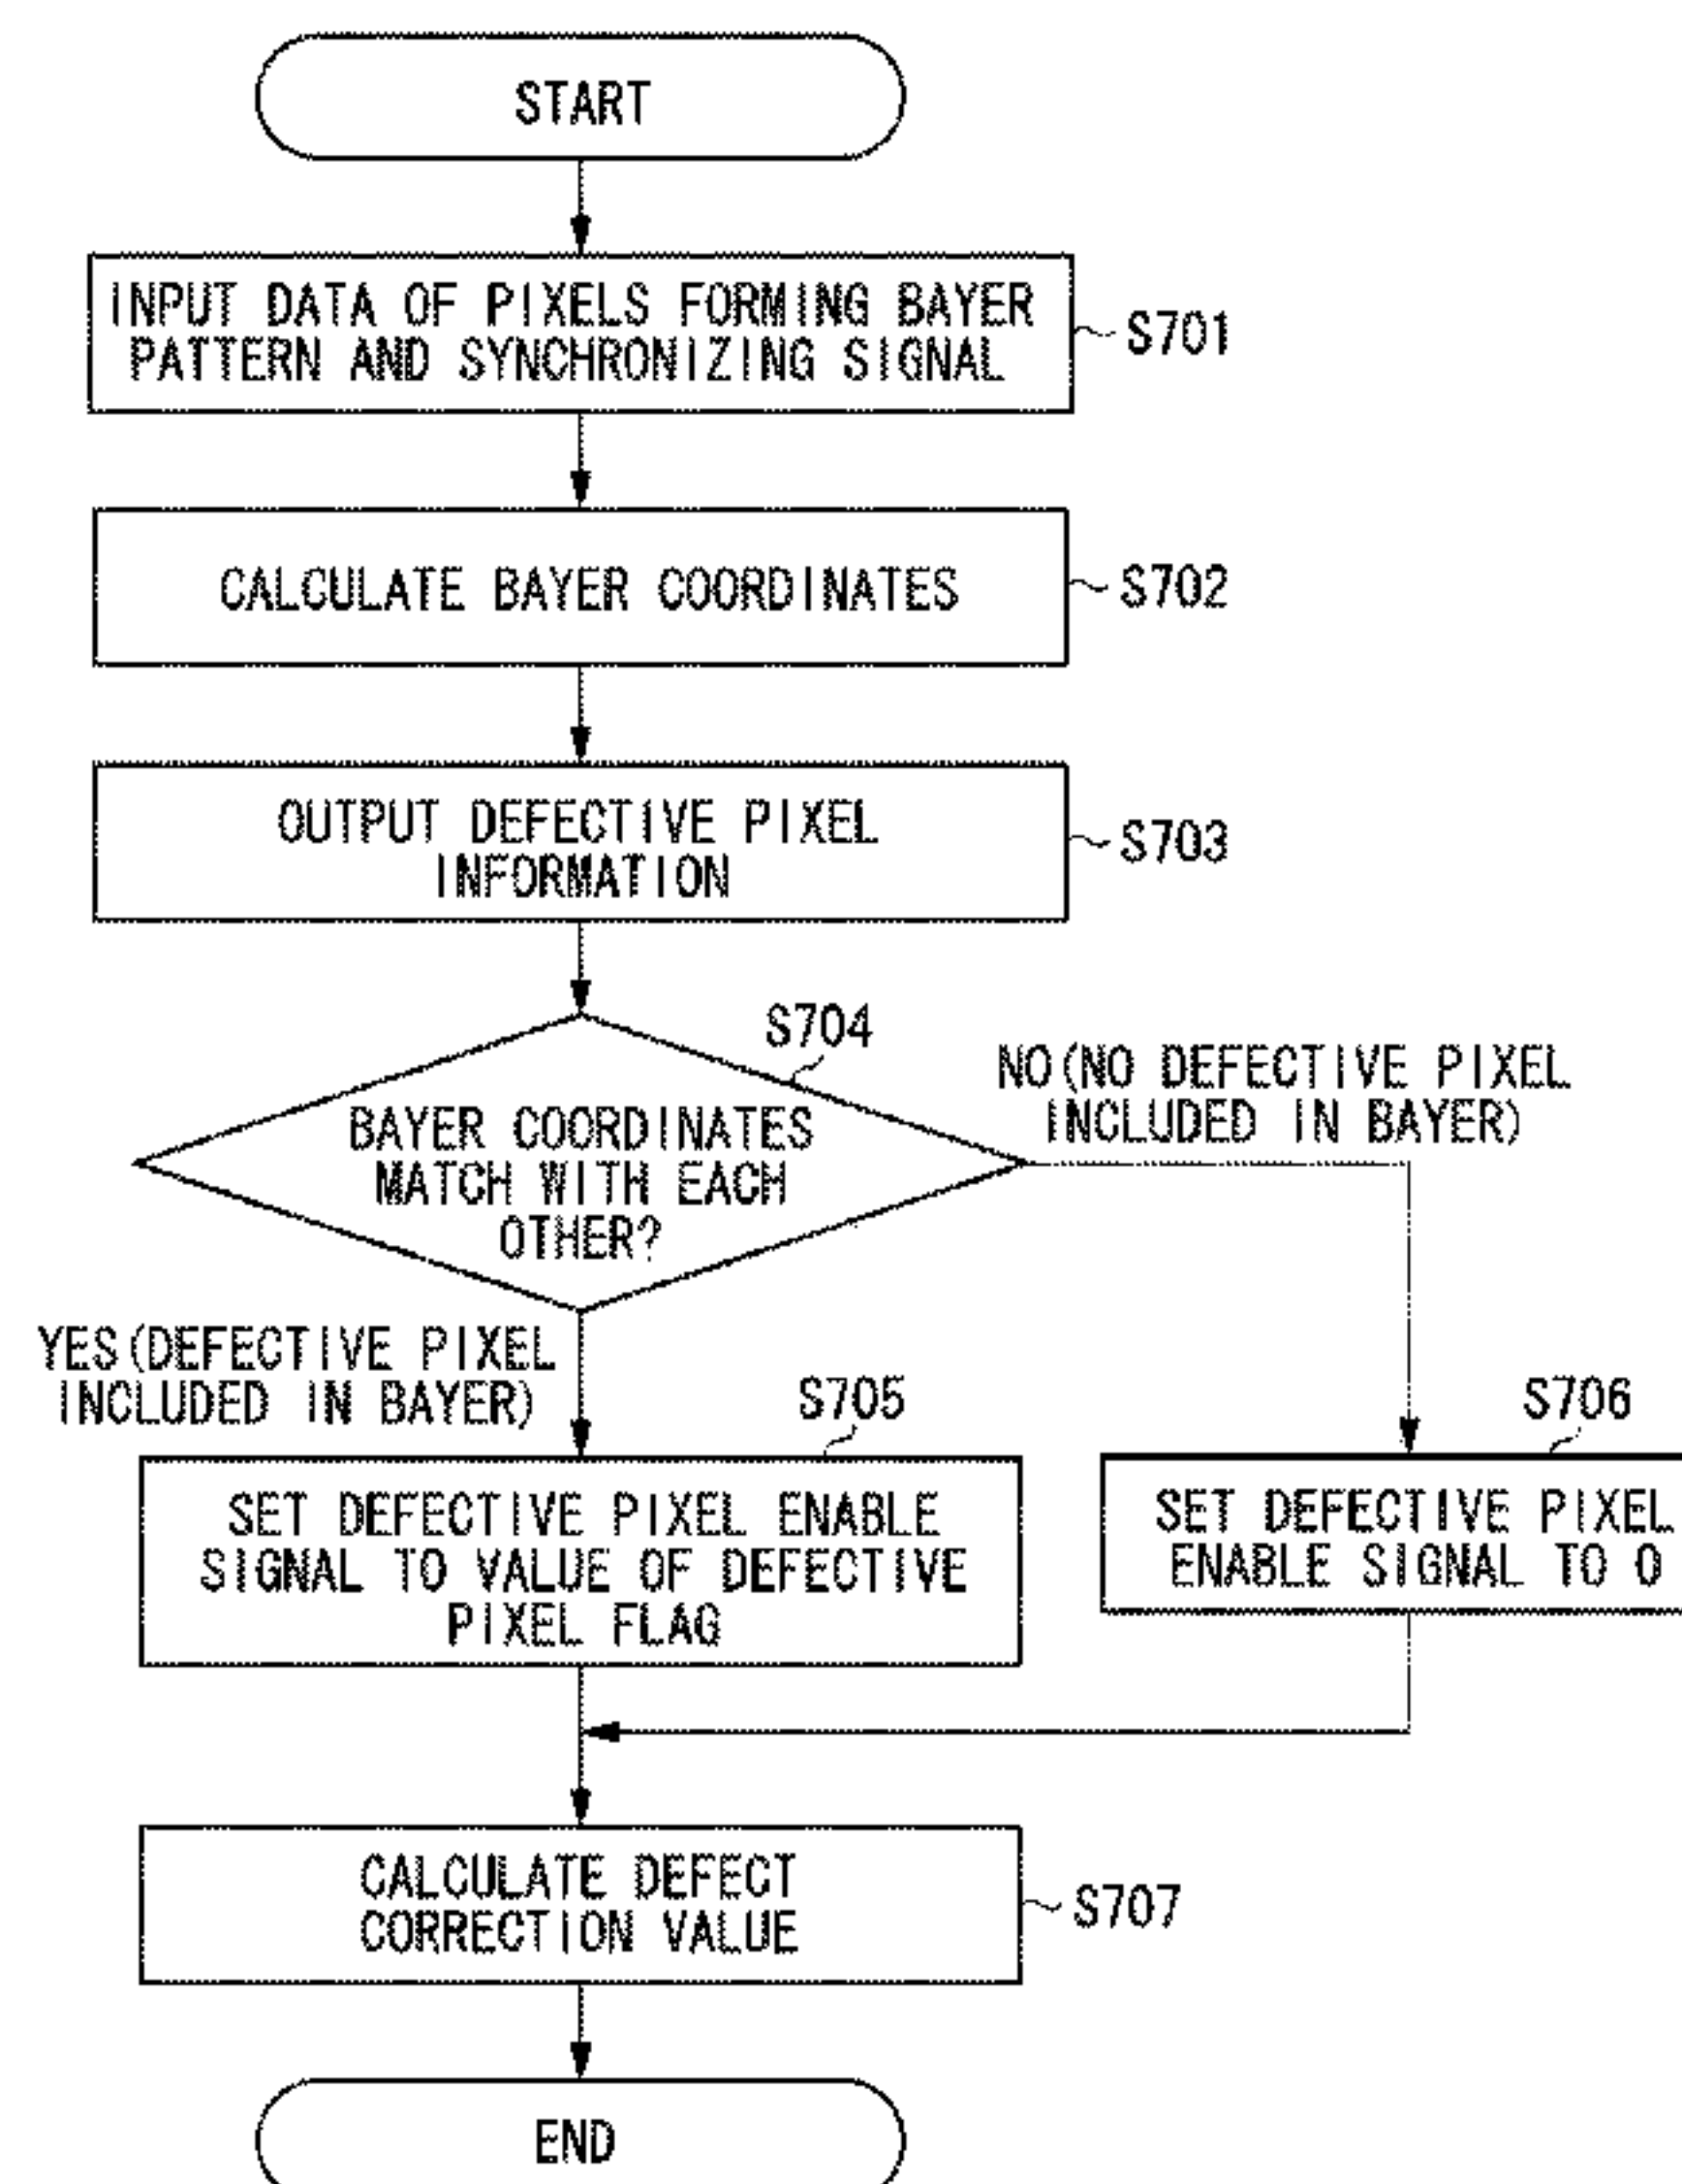 START
INPUT DATA OF PIXELS FORMING BAYER
PATTERN AND SYNCHRONIZING SIGNAL
S701
CALCULATE BAYER COORDINATES
S702
OUTPUT DEFECTIVE PIXEL
INFORMATION
S703
S704
BAYER COORDINATES
MATCH WITH EACH
OTHER?
NO(NO DEFECTIVE PIXEL
INCLUDED IN BAYER)
YES(DEFECTIVE PIXEL
INCLUDED IN BAYER)
S705
SET DEFECTIVE PIXEL ENABLE
SIGNAL TO VALUE OF DEFECTIVE
PIXEL FLAG
S706
SET DEFECTIVE PIXEL
ENABLE SIGNAL TO 0
CALCULATE DEFECT
CORRECTION VALUE
S707
END